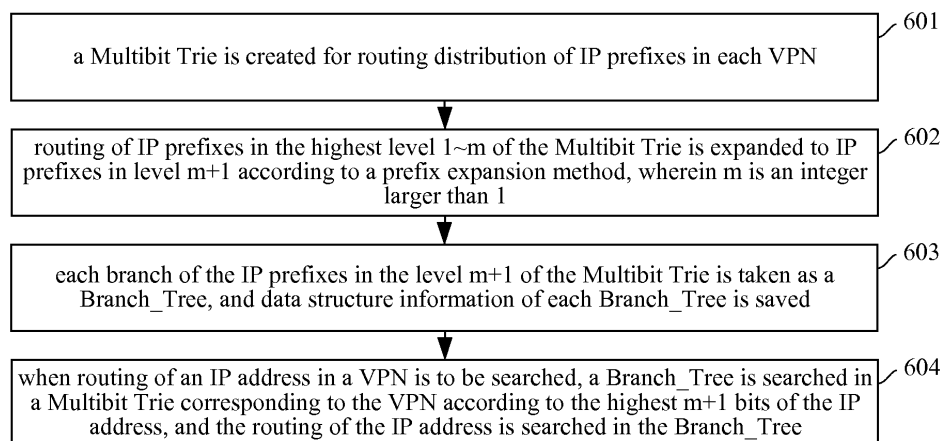 601
a Multibit Trie is created for routing distribution of IP prefixes in each VPN
602
routing of IP prefixes in the highest level 1~m of the Multibit Trie is expanded to IP
prefixes in level m+1 according to a prefix expansion method, wherein m is an integer
larger than 1
603
each branch of the IP prefixes in the level m+1 of the Multibit Trie is taken as a
Branch_Tree, and data structure information of each Branch_Tree is saved
604
when routing of an IP address in a VPN is to be searched, a Branch_Tree is searched in
a Multibit Trie corresponding to the VPN according to the highest m+1 bits of the IP
address, and the routing of the IP address is searched in the Branch_Tree